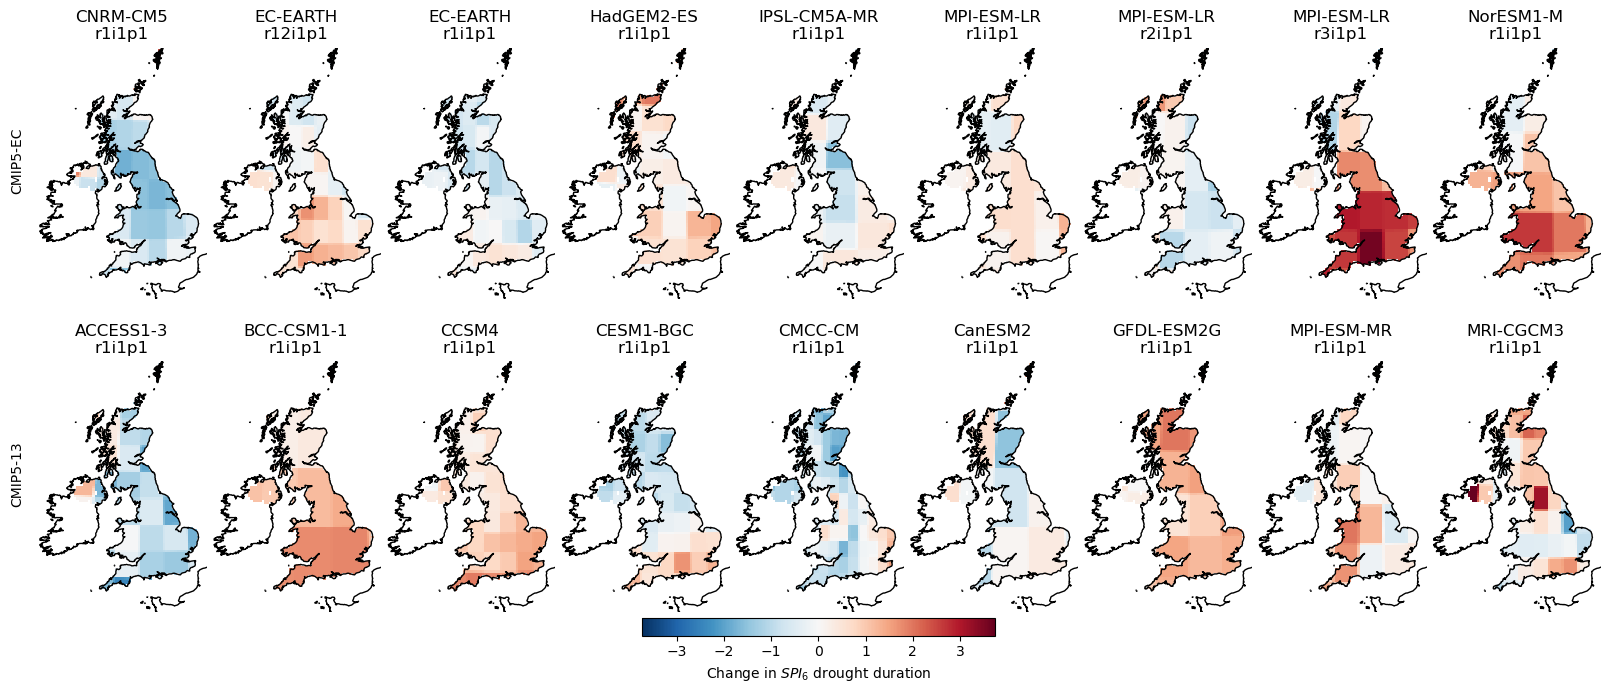 CNRM-CM5 EC-EARTH EC-EARTH HadGEM2-ES IPSL-CM5A-MR MPI-ESM-LR MPI-ESM-LR MPI-ESM-LR NorESM1-M
r1i1p1 r12i1p1 r1i1p1 r1i1p1 r1i1p1 r1i1p1 r2i1p1 r3i1p1 r1i1p1
CMIP5-EC
ACCESS1-3 BCC-CSM1-1 CCSM4 CESM1-BGC CMCC-CM CanESM2 GFDL-ESM2G MPI-ESM-MR MRI-CGCM3
r1i1p1 r1i1p1 r1i1p1 r1i1p1 r1i1p1 r1i1p1 r1i1p1 r1i1p1 r1i1p1
CMIP5-13
−3 −2 −1 0 1 2 3
Change in SPI₆ drought duration